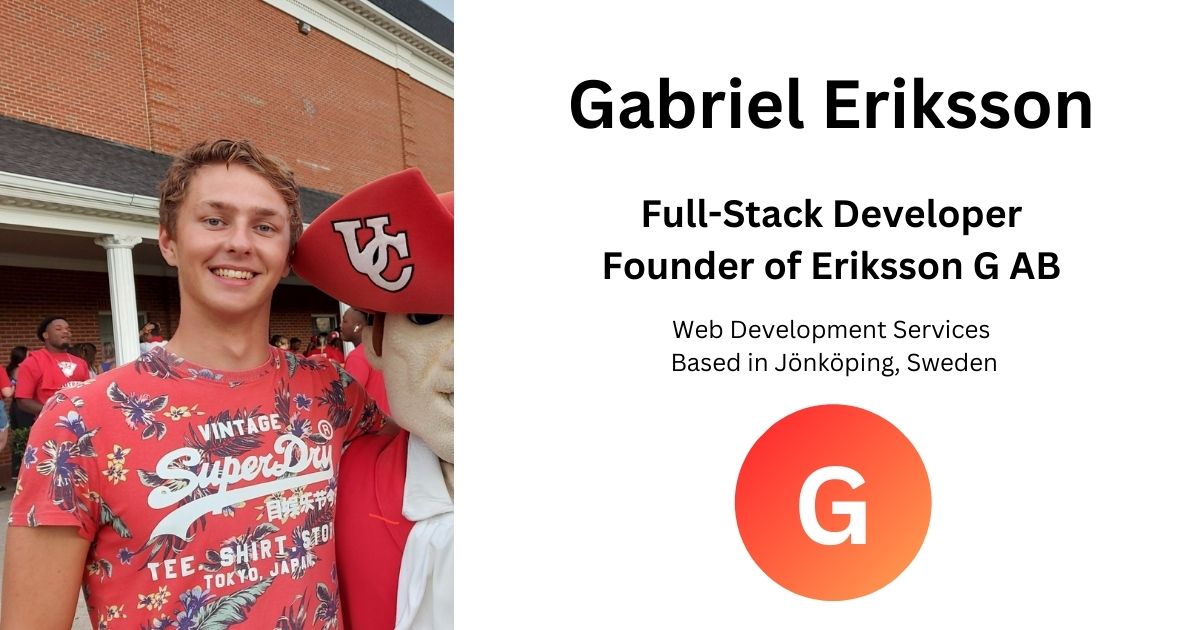 Gabriel Eriksson
Full-Stack Developer
Founder of Eriksson G AB
Web Development Services
Based in Jönköping, Sweden
G
UC
VINTAGE
SuperDry®
TEE.SHIRT.STO
TOKYO, JAPAN